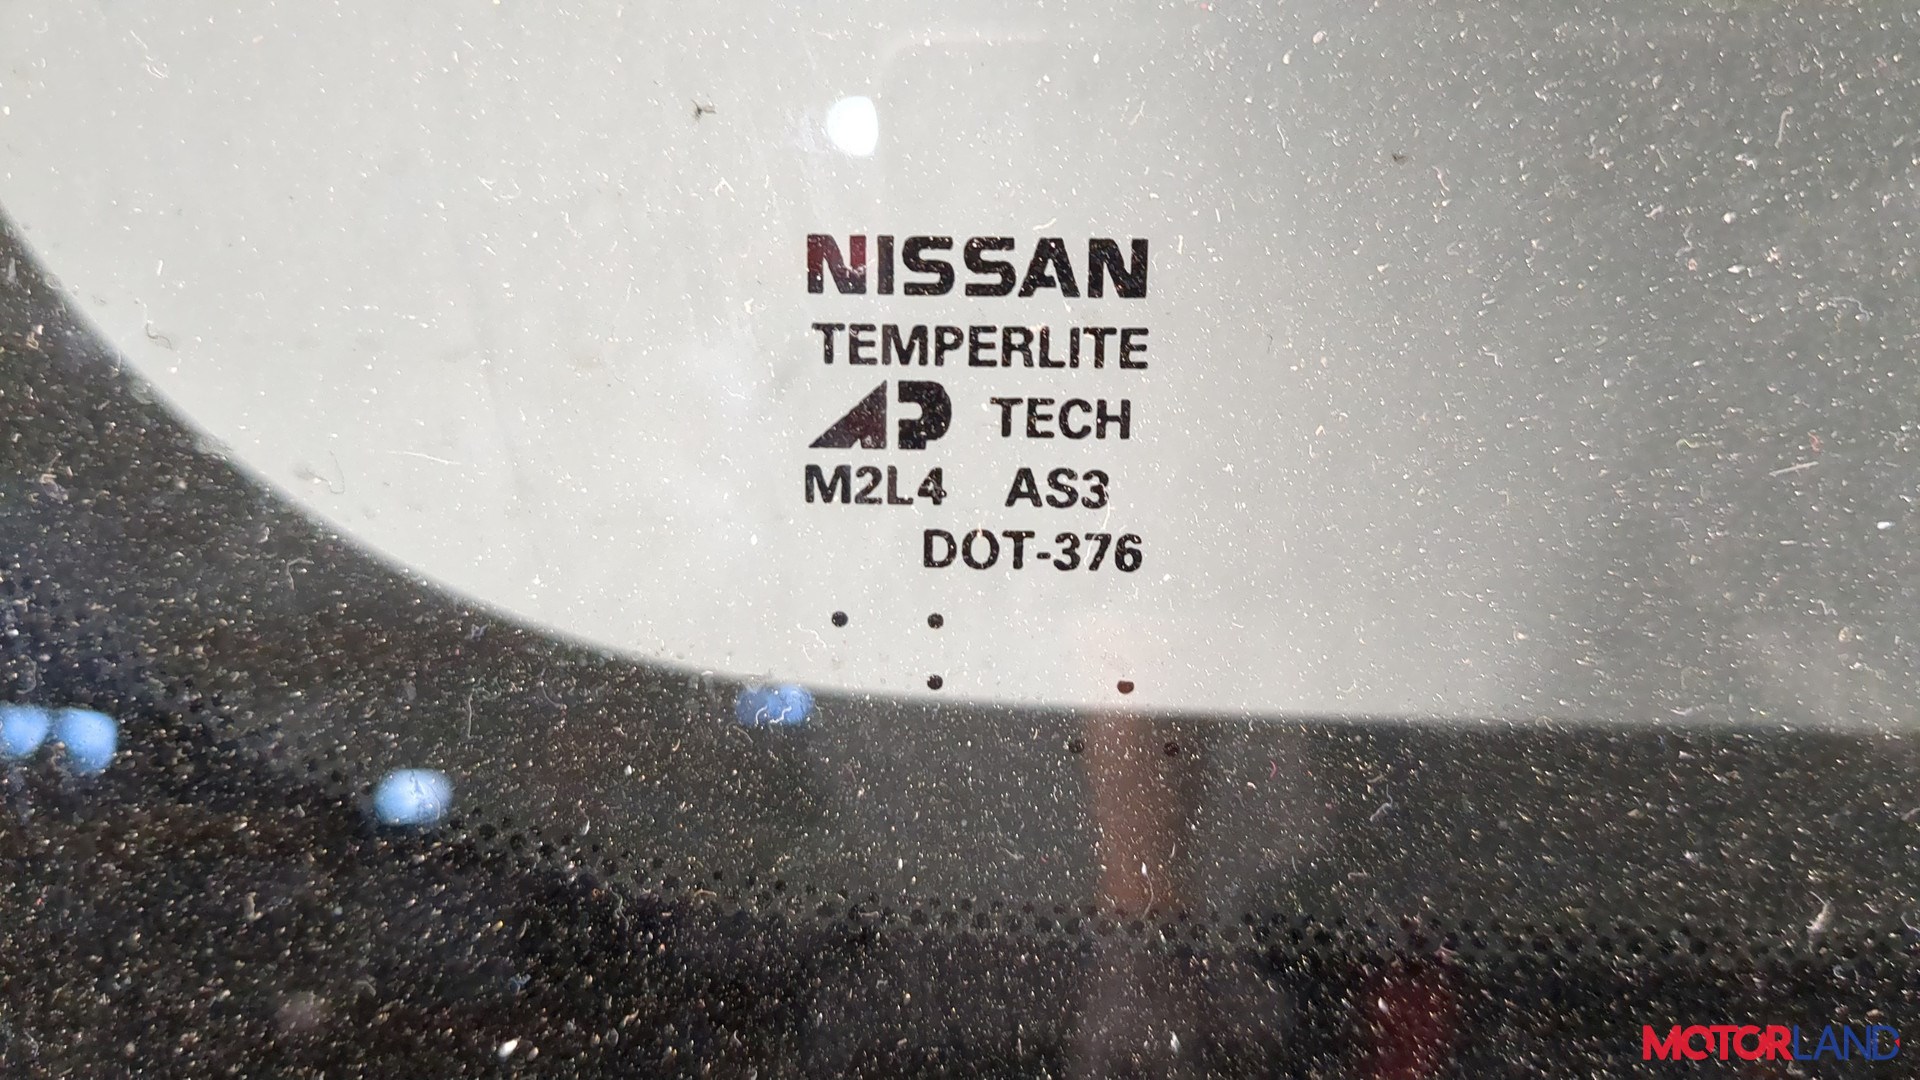 NISSAN
TEMPERLITE
AP TECH
M2L4 AS3
DOT-376
MOTORLAND